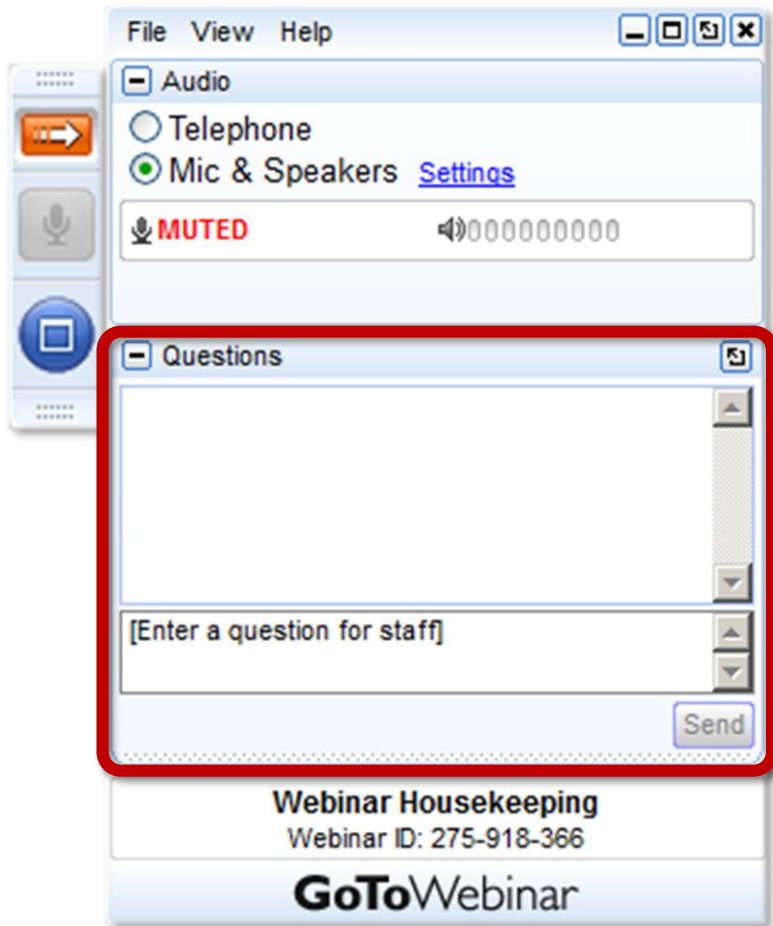 File View Help
Audio
Telephone
Mic & Speakers Settings
MUTED
Questions
[Enter a question for staff]
Send
Webinar Housekeeping
Webinar ID: 275-918-366
GoToWebinar